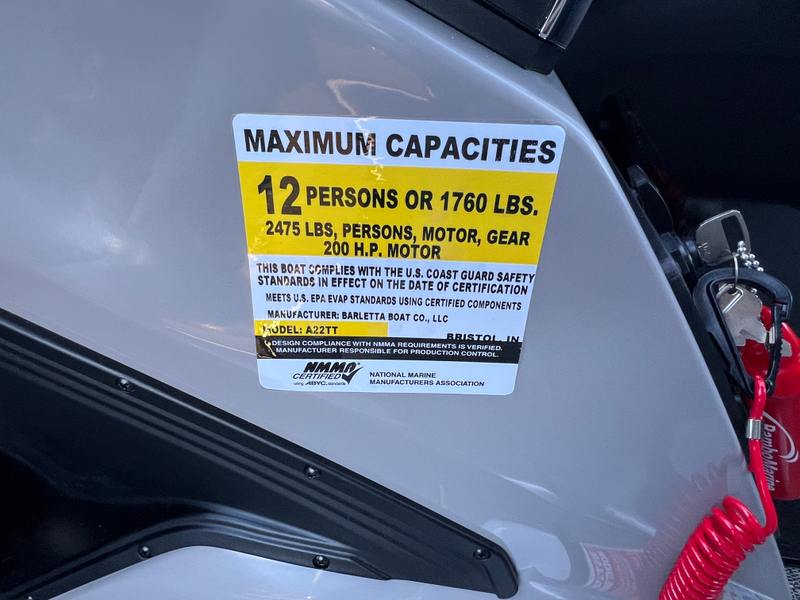 MAXIMUM CAPACITIES
12 PERSONS OR 1760 LBS.
2475 LBS, PERSONS, MOTOR, GEAR
200 H.P. MOTOR
THIS BOAT COMPLIES WITH THE U.S. COAST GUARD SAFETY
STANDARDS IN EFFECT ON THE DATE OF CERTIFICATION
MEETS U.S. EPA EVAP STANDARDS USING CERTIFIED COMPONENTS
MANUFACTURER: BARLETTA BOAT CO., LLC
MODEL: A22TT BRISTOL, IN
DESIGN COMPLIANCE WITH NMMA REQUIREMENTS IS VERIFIED.
MANUFACTURER RESPONSIBLE FOR PRODUCTION CONTROL.
NMMA
CERTIFIED
using ABYC. standards
NATIONAL MARINE
MANUFACTURERS ASSOCIATION
RamboMarine